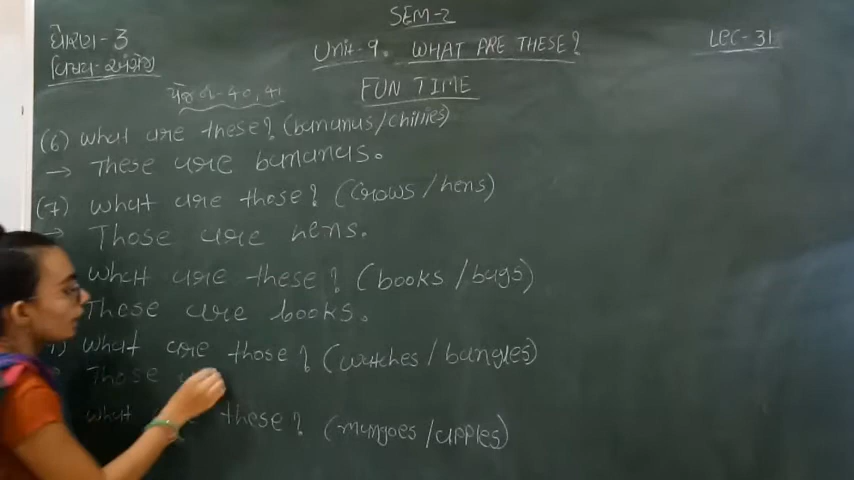 SEM-2
ધોરણ-3
Unit-9. WHAT ARE THESE?
LEC-31
વિષય-અંગ્રેજી
FUN TIME
પેજ નં-40,41
(6) What are these? (bananas/chillies)
→ These are bananas.
(7) What are those? (crows/hens)
→ Those are hens.
What are these? (books/bags)
These are books.
What are those? (watches/bangles)
Those
What these? (mangoes/apples)